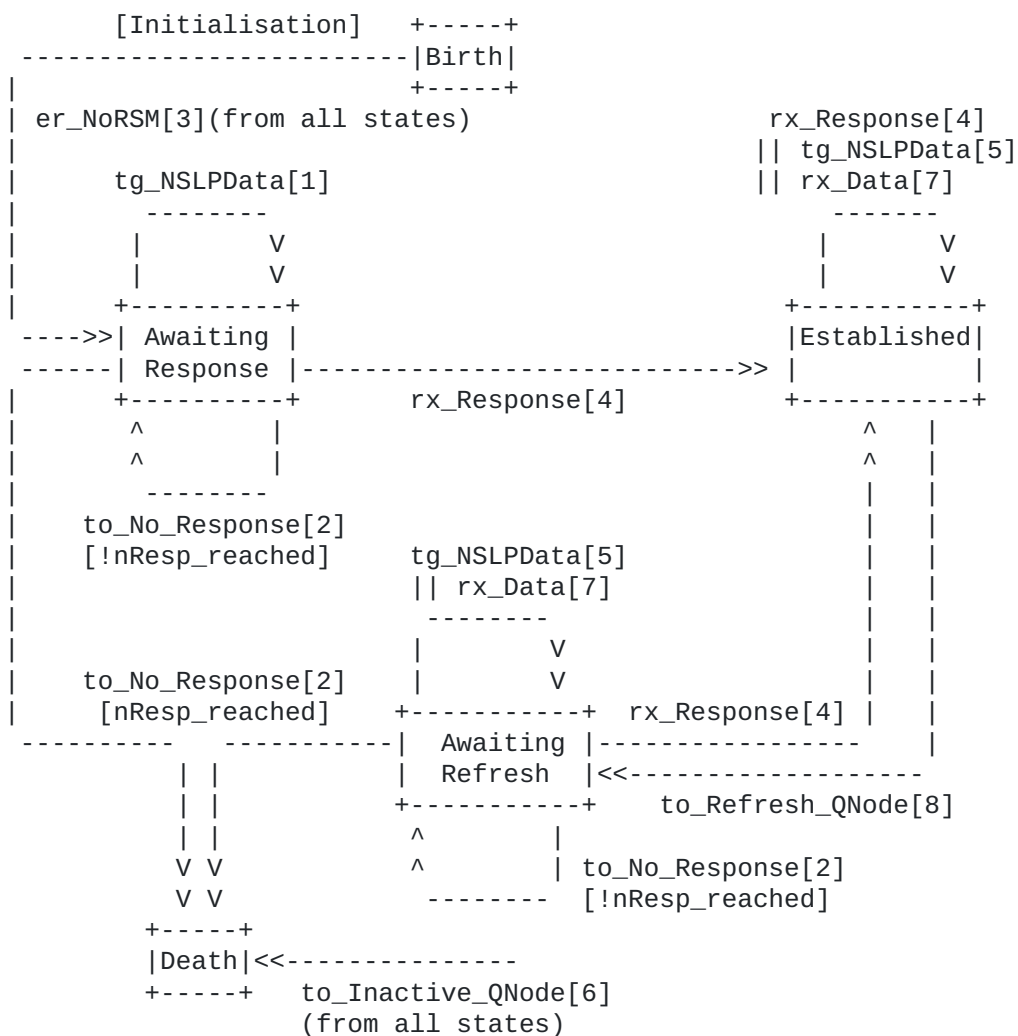 [Initialisation]
Birth
er_NoRSM[3](from all states)
rx_Response[4]
|| tg_NSLPData[5]
tg_NSLPData[1]
|| rx_Data[7]
Awaiting
Response
Established
rx_Response[4]
to_No_Response[2]
[!nResp_reached]
tg_NSLPData[5]
|| rx_Data[7]
to_No_Response[2]
[nResp_reached]
rx_Response[4]
Awaiting
Refresh
to_Refresh_QNode[8]
to_No_Response[2]
[!nResp_reached]
Death
to_Inactive_QNode[6]
(from all states)